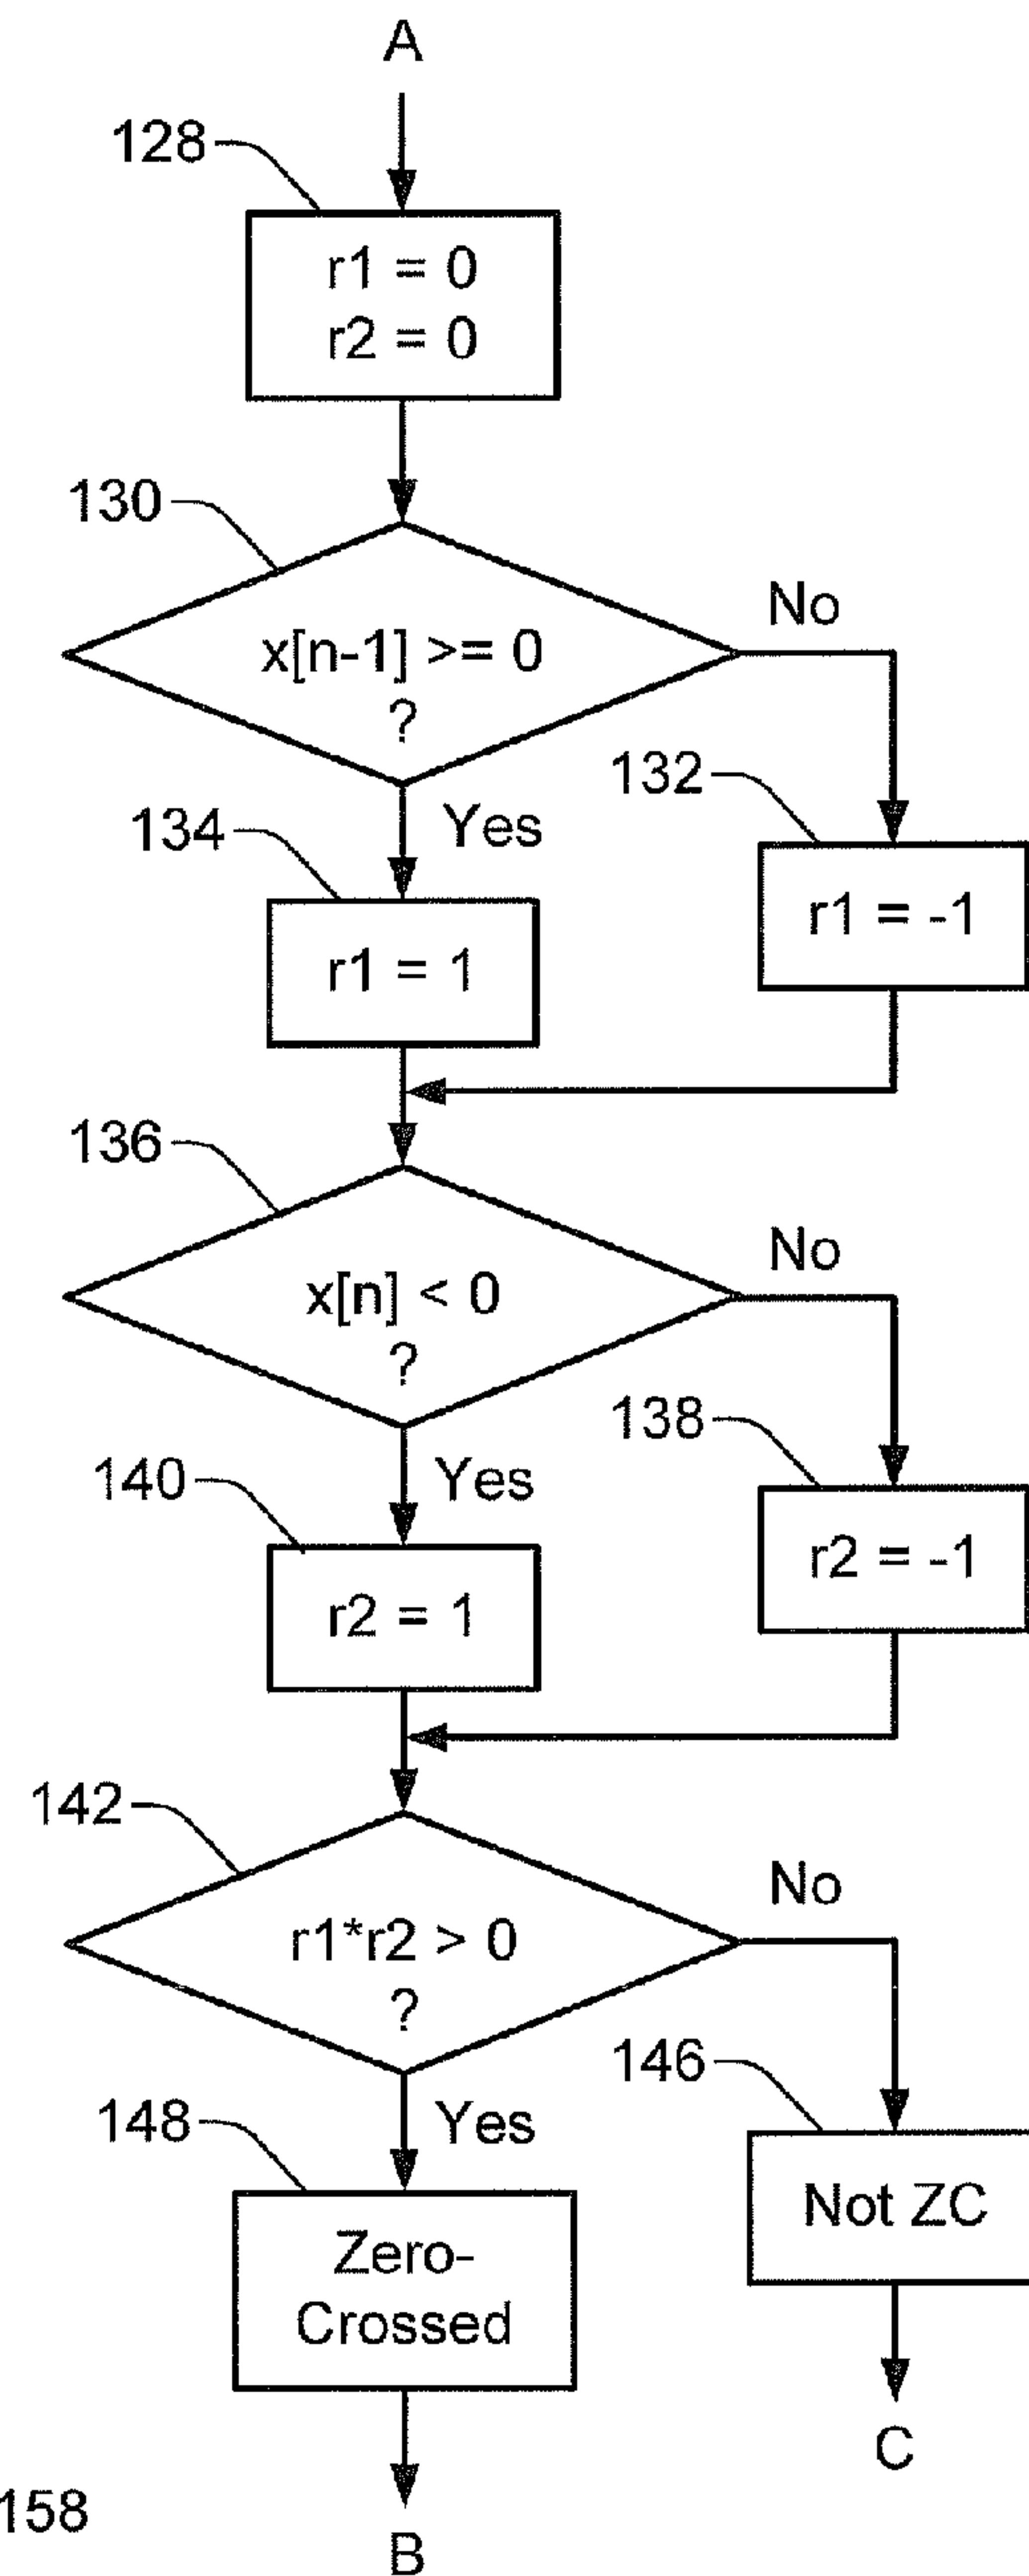 A
128
r1 = 0
r2 = 0
130
x[n-1] >= 0
?
No
Yes
132
r1 = -1
134
r1 = 1
136
x[n] < 0
?
No
Yes
138
r2 = -1
140
r2 = 1
142
r1*r2 > 0
?
No
Yes
146
Not ZC
148
Zero-
Crossed
C
158
B